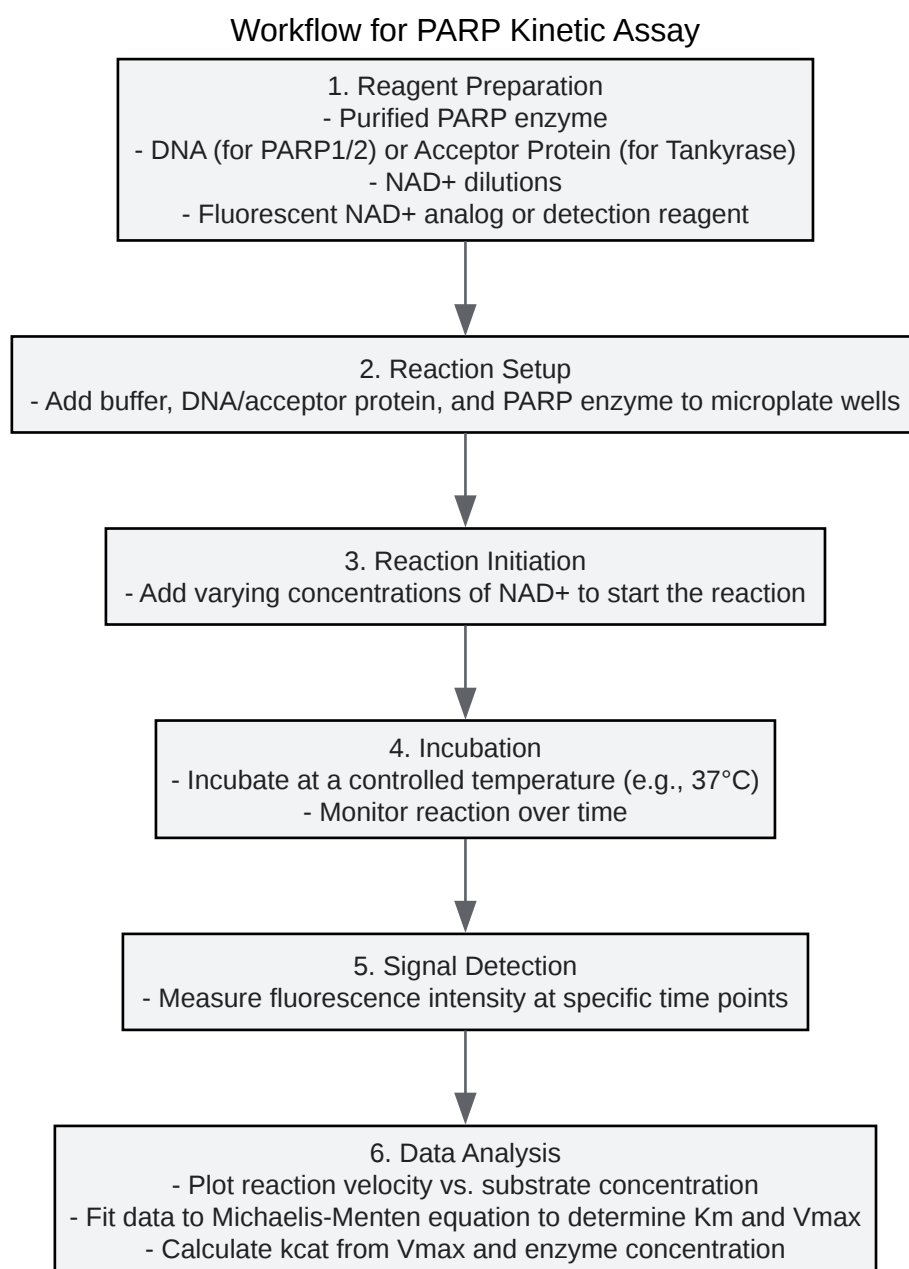 Workflow for PARP Kinetic Assay
1. Reagent Preparation
- Purified PARP enzyme
- DNA (for PARP1/2) or Acceptor Protein (for Tankyrase)
- NAD+ dilutions
- Fluorescent NAD+ analog or detection reagent
2. Reaction Setup
- Add buffer, DNA/acceptor protein, and PARP enzyme to microplate wells
3. Reaction Initiation
- Add varying concentrations of NAD+ to start the reaction
4. Incubation
- Incubate at a controlled temperature (e.g., 37°C)
- Monitor reaction over time
5. Signal Detection
- Measure fluorescence intensity at specific time points
6. Data Analysis
- Plot reaction velocity vs. substrate concentration
- Fit data to Michaelis-Menten equation to determine Km and Vmax
- Calculate kcat from Vmax and enzyme concentration